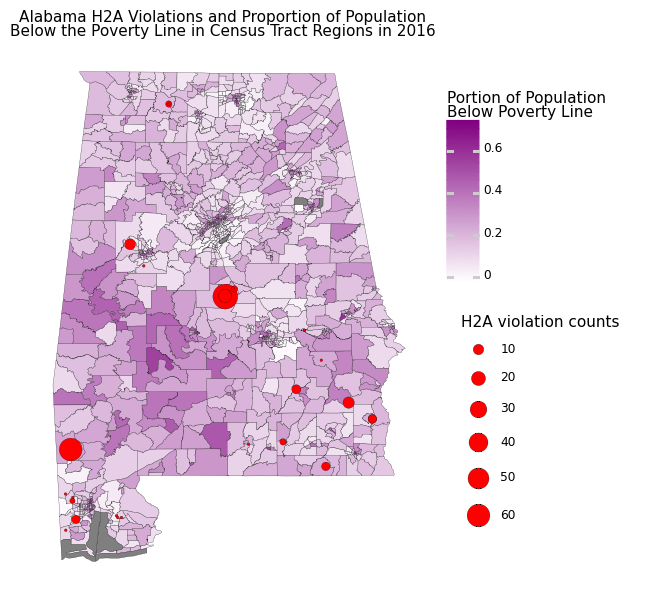 Alabama H2A Violations and Proportion of Population
Below the Poverty Line in Census Tract Regions in 2016
Portion of Population
Below Poverty Line
0.6
0.4
0.2
0
H2A violation counts
10
20
30
40
50
60